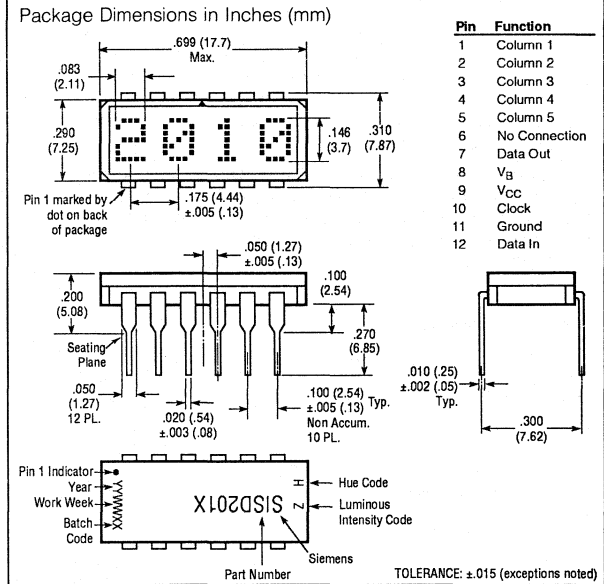 Package Dimensions in Inches (mm)
.699 (17.7)
Max.
.083
(2.11)
.290
(7.25)
2010
.146
(3.7)
.310
(7.87)
Pin 1 marked by
dot on back
of package
.175 (4.44)
±.005 (.13)
Pin Function
1 Column 1
2 Column 2
3 Column 3
4 Column 4
5 Column 5
6 No Connection
7 Data Out
8 VB
9 VCC
10 Clock
11 Ground
12 Data In
.050 (1.27)
±.005 (.13)
.200
(5.08)
.100
(2.54)
.270
(6.85)
Seating
Plane
.050
(1.27)
12 PL.
.020 (.54)
±.003 (.08)
.100 (2.54)
±.005 (.13)
Typ.
Non Accum.
10 PL.
.010 (.25)
±.002 (.05)
Typ.
.300
(7.62)
Pin 1 Indicator
Year
Work Week
Batch
Code
YYWWXX
SISD201X
H
Z
Hue Code
Luminous
Intensity Code
Siemens
Part Number
TOLERANCE: ±.015 (exceptions noted)